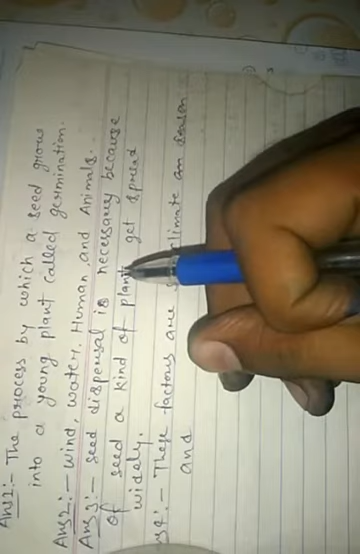 Ans1:- The process by which a seed grows
into a young plant called germination.
Ans2:- wind, water, Human and Animals.
Ans3:- seed dispersal is necessary because
of seed a kind of plant get spread
widely.
:- These factors are climate
and